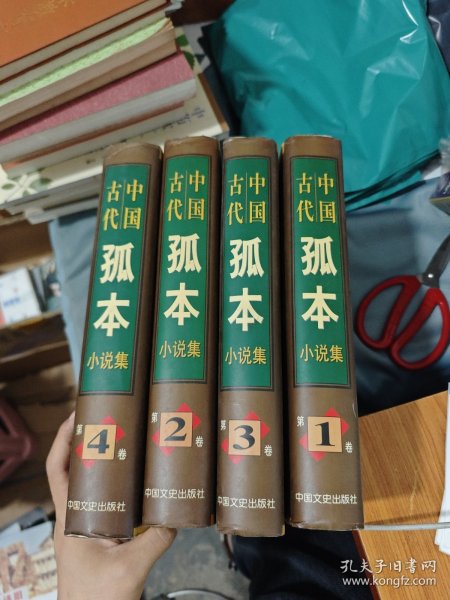 中国
古代
孤本
小说集
第4卷
中国文史出版社
中国
古代
孤本
小说集
第2卷
中国文史出版社
中国
古代
孤本
小说集
第3卷
中国文史出版社
中国
古代
孤本
小说集
第1卷
中国文史出版社
孔夫子旧书网
www.kongfz.com